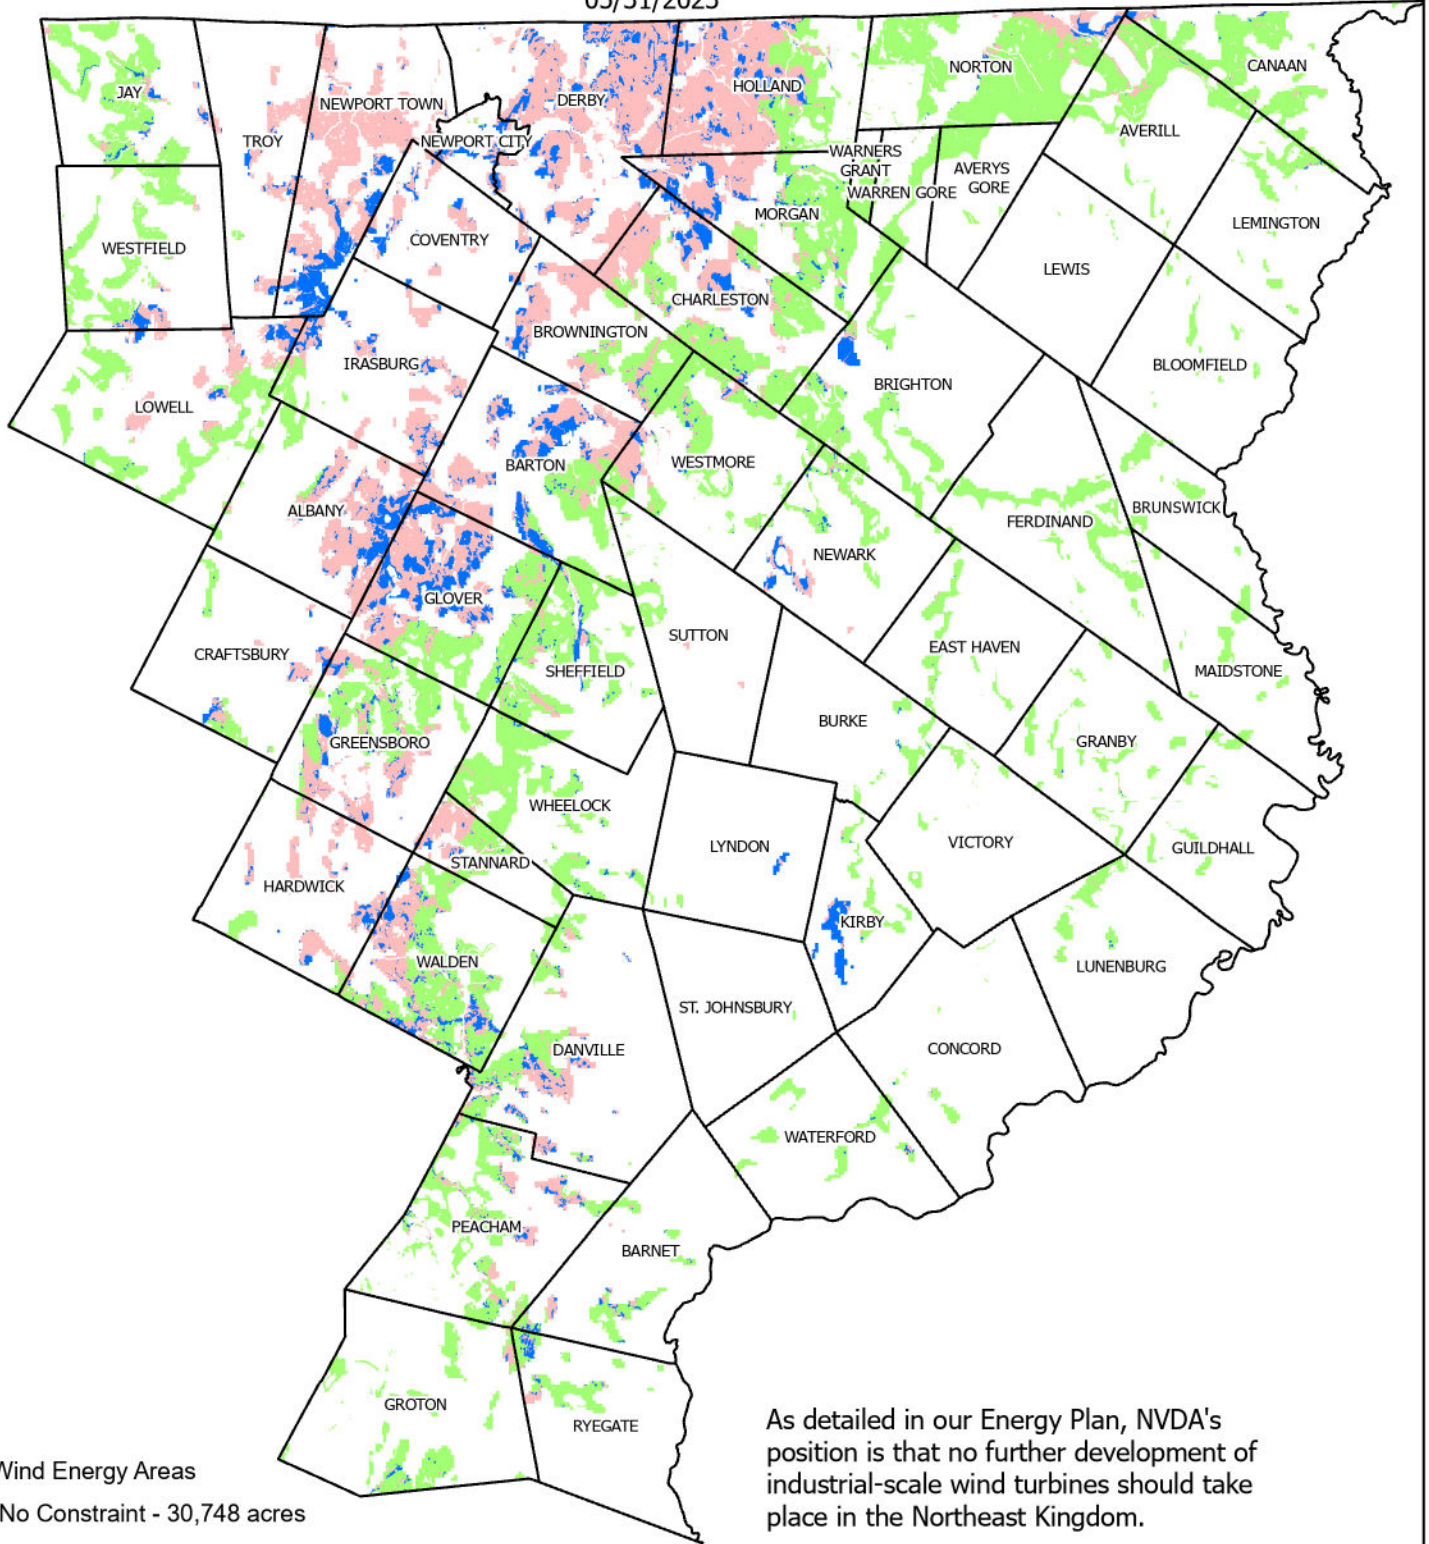 05/31/2023
JAY
NEWPORT TOWN
DERBY
HOLLAND
NORTON
CANAAN
TROY
NEWPORT CITY
AVERILL
WARNERS
GRANT
WARREN GORE
AVERYS
GORE
MORGAN
LEMINGTON
WESTFIELD
COVENTRY
LEWIS
CHARLESTON
BROWNINGTON
IRASBURG
BRIGHTON
BLOOMFIELD
LOWELL
BARTON
WESTMORE
ALBANY
FERDINAND
BRUNSWICK
NEWARK
GLOVER
SUTTON
EAST HAVEN
CRAFTSBURY
SHEFFIELD
MAIDSTONE
BURKE
GREENSBORO
GRANBY
WHEELOCK
LYNDON
VICTORY
GUILDHALL
STANNARD
HARDWICK
KIRBY
WALDEN
LUNENBURG
ST. JOHNSBURY
DANVILLE
CONCORD
WATERFORD
PEACHAM
BARNET
GROTON
RYEGATE
As detailed in our Energy Plan, NVDA's
position is that no further development of
industrial-scale wind turbines should take
place in the Northeast Kingdom.
Wind Energy Areas
No Constraint - 30,748 acres